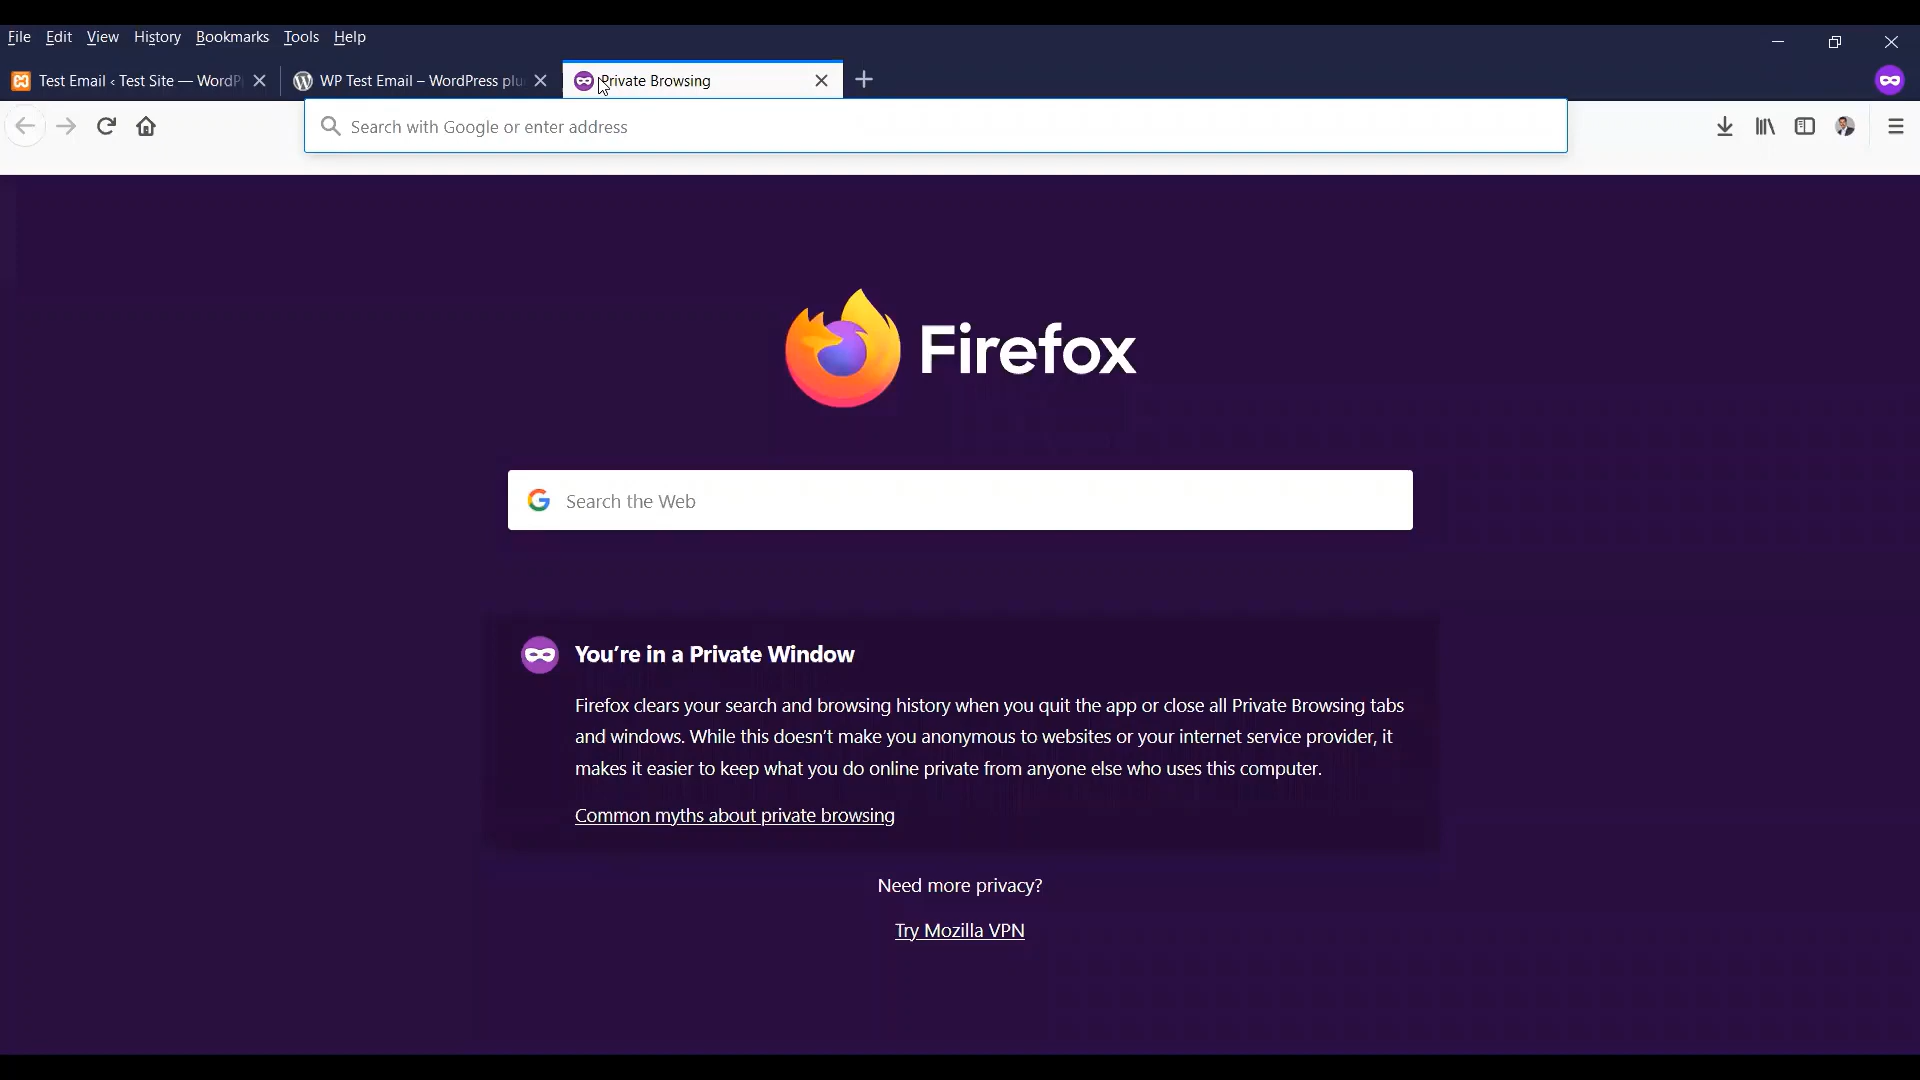 File Edit View History Bookmarks Tools Help
Test Email ‹ Test Site — WordP
WP Test Email – WordPress plu
Private Browsing
Search with Google or enter address
Firefox
Search the Web
You’re in a Private Window
Firefox clears your search and browsing history when you quit the app or close all Private Browsing tabs
and windows. While this doesn’t make you anonymous to websites or your internet service provider, it
makes it easier to keep what you do online private from anyone else who uses this computer.
Common myths about private browsing
Need more privacy?
Try Mozilla VPN